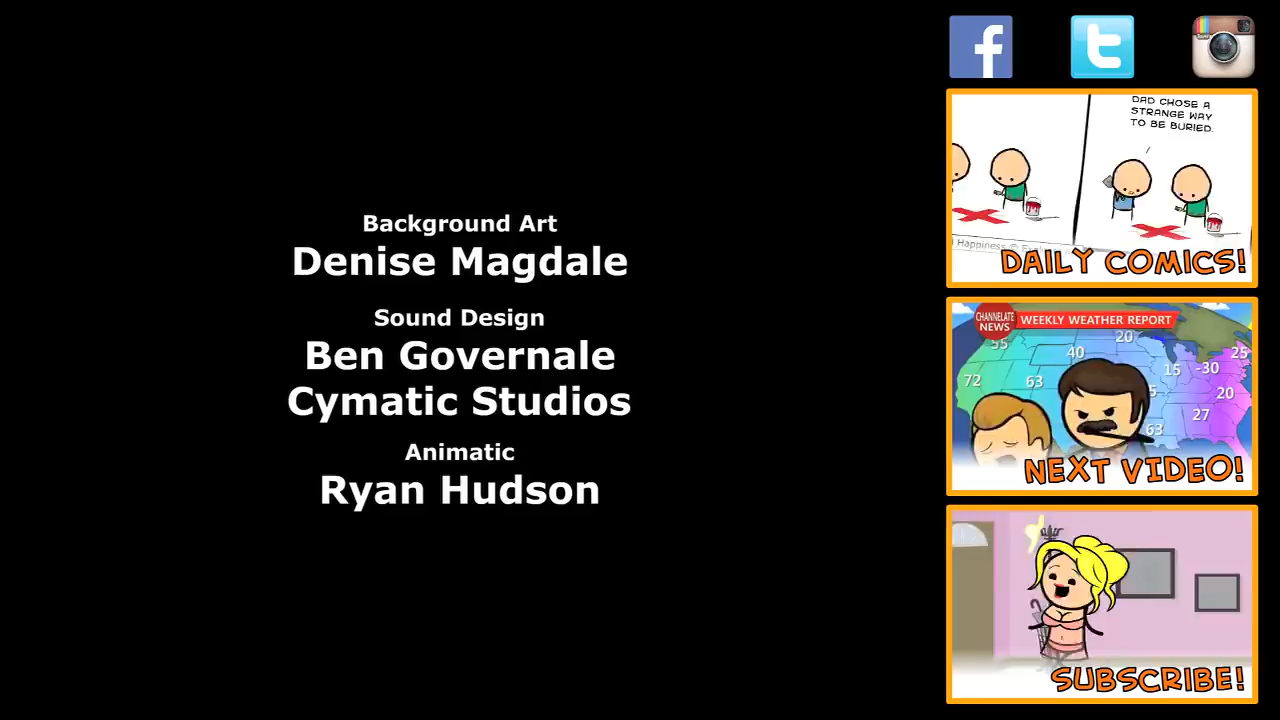 Background Art
Denise Magdale
Sound Design
Ben Governale
Cymatic Studios
Animatic
Ryan Hudson
DAD CHOSE A
STRANGE WAY
TO BE BURIED.
Happiness ©
DAILY COMICS!
CHANNELATE
NEWS
WEEKLY WEATHER REPORT
55
20
40
25
72
63
15
-30
20
27
63
NEXT VIDEO!
SUBSCRIBE!